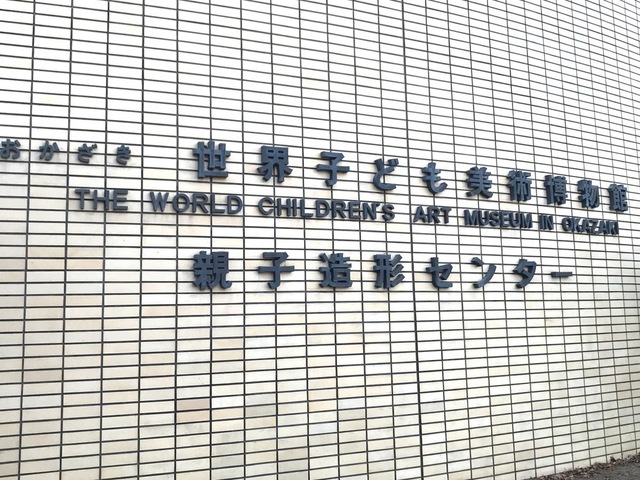 おかざき 世界子ども美術博物館
THE WORLD CHILDREN'S ART MUSEUM IN OKAZAKI
親子造形センター